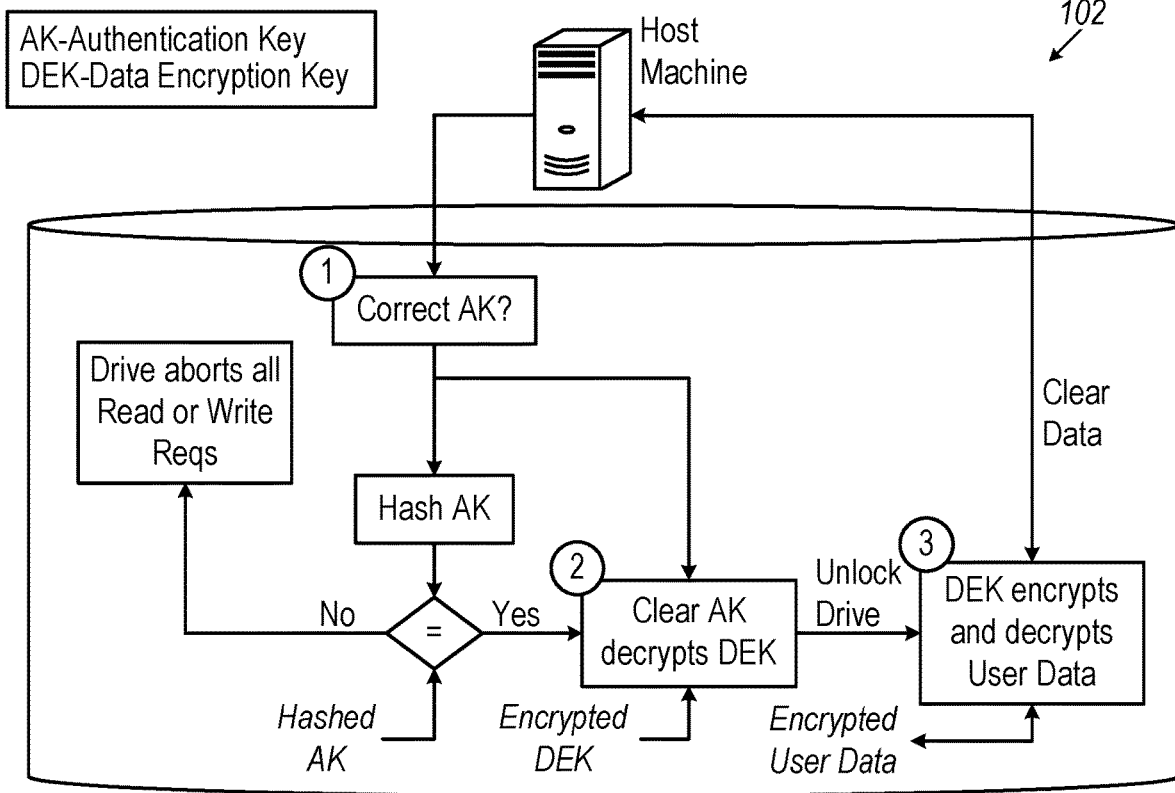 AK-Authentication Key
DEK-Data Encryption Key
Host
Machine
102
1
Correct AK?
Drive aborts all
Read or Write
Reqs
Clear
Data
Hash AK
2
3
Unlock
Drive
No
=
Yes
Clear AK
decrypts DEK
DEK encrypts
and decrypts
User Data
Hashed
AK
Encrypted
DEK
Encrypted
User Data